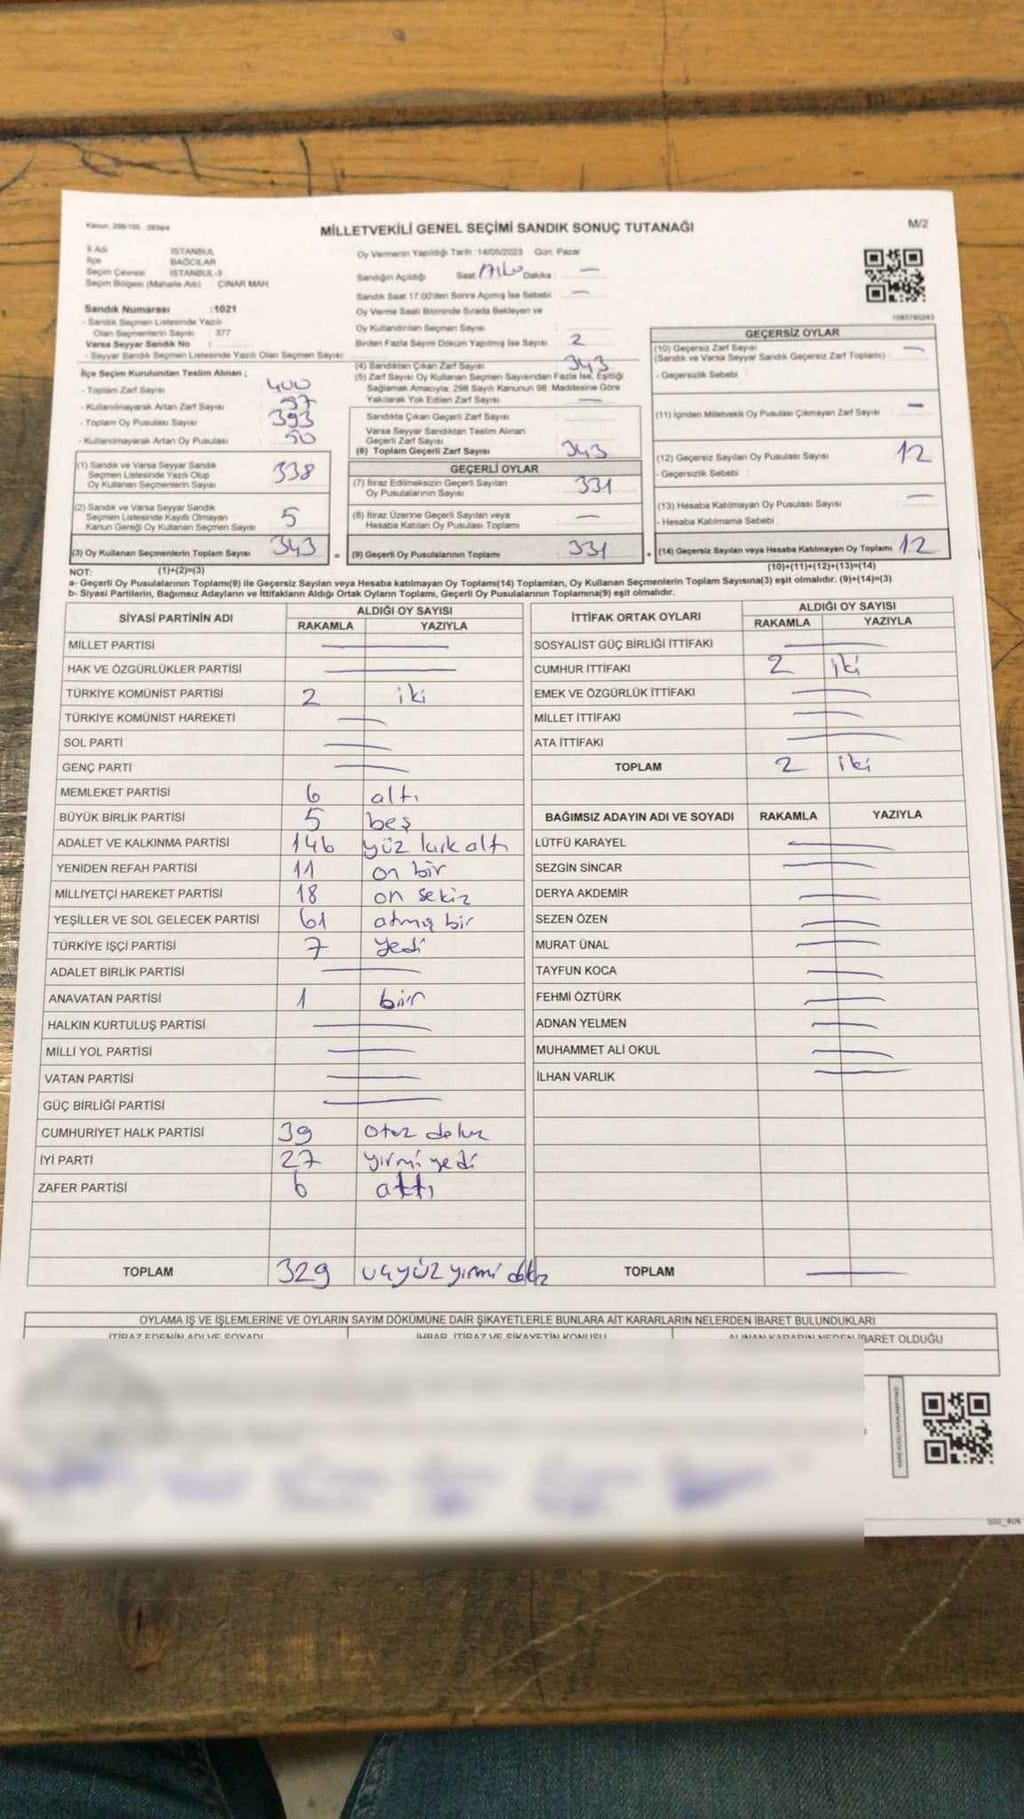 MİLLETVEKİLİ GENEL SEÇİMİ SANDIK SONUÇ TUTANAĞI
M/2
İl Adı İSTANBUL
İlçe BAĞCILAR
Seçim Çevresi İSTANBUL-3
Seçim Bölgesi (Mahalle Adı) ÇINAR MAH
Sandık Numarası :1021
- Sandık Seçmen Listesinde Yazılı
Olan Seçmenlerin Sayısı 377
Varsa Seyyar Sandık No :
- Seyyar Sandık Seçmen Listesinde Yazılı Olan Seçmen Sayısı :
Oy Vermenin Yapıldığı Tarih :14/05/2023 Gün: Pazar
Sandığın Açıldığı Saat Dakika : —
Sandık Saat 17.00'den Sonra Açılmış İse Sebebi : —
Oy Verme Saati Bitiminde Sırada Bekleyen ve
Oy Kullandırılan Seçmen Sayısı :
Birden Fazla Sayım Döküm Yapılmış İse Sayısı : 2
İlçe Seçim Kurulundan Teslim Alınan ;
- Toplam Zarf Sayısı : 400
- Kullanılmayarak Artan Zarf Sayısı :
- Toplam Oy Pusulası Sayısı : 393
- Kullanılmayarak Artan Oy Pusulası : 50
(1) Sandık ve Varsa Seyyar Sandık
Seçmen Listesinde Yazılı Olup
Oy Kullanan Seçmenlerin Sayısı 338
(2) Sandık ve Varsa Seyyar Sandık
Seçmen Listesinde Kayıtlı Olmayan
Kanun Gereği Oy Kullanan Seçmen Sayısı 5
(3) Oy Kullanan Seçmenlerin Toplam Sayısı 343
(1)+(2)=(3)
(4) Sandıktan Çıkan Zarf Sayısı : 343
(5) Zarf Sayısı Oy Kullanan Seçmen Sayısından Fazla İse, Eşitliği
Sağlamak Amacıyla, 298 Sayılı Kanunun 98. Maddesine Göre
Yakılarak Yok Edilen Zarf Sayısı : —
Sandıkta Çıkan Geçerli Zarf Sayısı :
Varsa Seyyar Sandıktan Teslim Alınan
Geçerli Zarf Sayısı :
(6) Toplam Geçerli Zarf Sayısı : 343
GEÇERLİ OYLAR
(7) İtiraz Edilmeksizin Geçerli Sayılan
Oy Pusulalarının Sayısı 331
(8) İtiraz Üzerine Geçerli Sayılan veya
Hesaba Katılan Oy Pusulası Toplamı —
= (9) Geçerli Oy Pusulalarının Toplamı 331
GEÇERSİZ OYLAR
(10) Geçersiz Zarf Sayısı —
(Sandık ve Varsa Seyyar Sandık Geçersiz Zarf Toplamı)
- Geçersizlik Sebebi :
(11) İçinden Milletvekili Oy Pusulası Çıkmayan Zarf Sayısı —
(12) Geçersiz Sayılan Oy Pusulası Sayısı 12
- Geçersizlik Sebebi :
(13) Hesaba Katılmayan Oy Pusulası Sayısı —
- Hesaba Katılmama Sebebi :
(14) Geçersiz Sayılan veya Hesaba Katılmayan Oy Toplamı 12
(10)+(11)+(12)+(13)=(14)
NOT:
a- Geçerli Oy Pusulalarının Toplamı(9) ile Geçersiz Sayılan veya Hesaba katılmayan Oy Toplamı(14) Toplamları, Oy Kullanan Seçmenlerin Toplam Sayısına(3) eşit olmalıdır. (9)+(14)=(3)
b- Siyasi Partilerin, Bağımsız Adayların ve İttifakların Aldığı Ortak Oyların Toplamı, Geçerli Oy Pusulalarının Toplamına(9) eşit olmalıdır.
SİYASİ PARTİNİN ADI ALDIĞI OY SAYISI
RAKAMLA YAZIYLA
MİLLET PARTİSİ —
HAK VE ÖZGÜRLÜKLER PARTİSİ —
TÜRKİYE KOMÜNİST PARTİSİ 2 iki
TÜRKİYE KOMÜNİST HAREKETİ —
SOL PARTİ —
GENÇ PARTİ —
MEMLEKET PARTİSİ 6 altı
BÜYÜK BİRLİK PARTİSİ 5 beş
ADALET VE KALKINMA PARTİSİ 146 yüz kırk altı
YENİDEN REFAH PARTİSİ 11 on bir
MİLLİYETÇİ HAREKET PARTİSİ 18 on sekiz
YEŞİLLER VE SOL GELECEK PARTİSİ 61 atmış bir
TÜRKİYE İŞÇİ PARTİSİ 7 yedi
ADALET BİRLİK PARTİSİ —
ANAVATAN PARTİSİ 1 bir
HALKIN KURTULUŞ PARTİSİ —
MİLLİ YOL PARTİSİ —
VATAN PARTİSİ —
GÜÇ BİRLİĞİ PARTİSİ —
CUMHURİYET HALK PARTİSİ 39 otuz dokuz
İYİ PARTİ 27 yirmi yedi
ZAFER PARTİSİ 6 altı
TOPLAM 329 üçyüz yirmi dokuz
İTTİFAK ORTAK OYLARI ALDIĞI OY SAYISI
RAKAMLA YAZIYLA
SOSYALİST GÜÇ BİRLİĞİ İTTİFAKI —
CUMHUR İTTİFAKI 2 iki
EMEK VE ÖZGÜRLÜK İTTİFAKI —
MİLLET İTTİFAKI —
ATA İTTİFAKI —
TOPLAM 2 iki
BAĞIMSIZ ADAYIN ADI VE SOYADI RAKAMLA YAZIYLA
LÜTFÜ KARAYEL —
SEZGİN SİNCAR —
DERYA AKDEMİR —
SEZEN ÖZEN —
MURAT ÜNAL —
TAYFUN KOCA —
FEHMİ ÖZTÜRK —
ADNAN YELMEN —
MUHAMMET ALİ OKUL —
İLHAN VARLIK —
TOPLAM —
OYLAMA İŞ VE İŞLEMLERİNE VE OYLARIN SAYIM DÖKÜMÜNE DAİR ŞİKAYETLERLE BUNLARA AİT KARARLARIN NELERDEN İBARET BULUNDUKLARI
İTİRAZ EDENİN ADI VE SOYADI İHBAR, İTİRAZ VE ŞİKAYETİN KONUSU ALINAN KARARIN NEDEN İBARET OLDUĞU